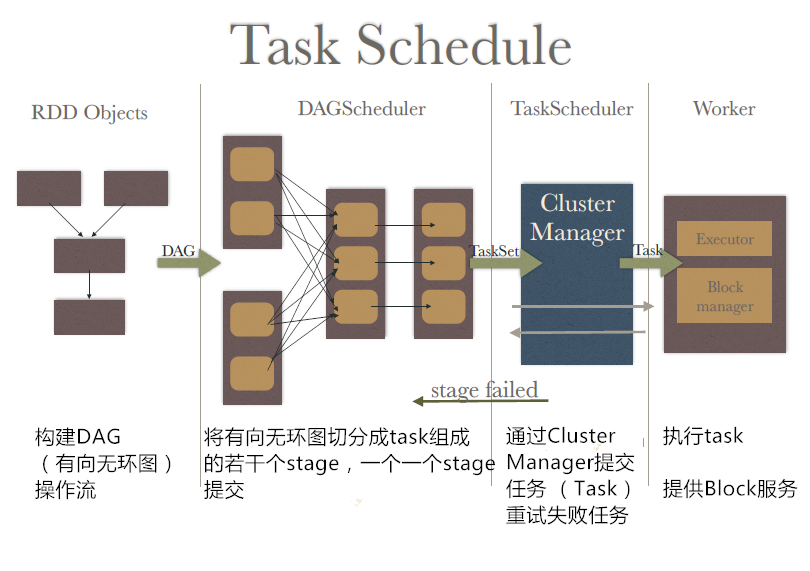 Task Schedule
RDD Objects
DAGScheduler
TaskScheduler
Worker
DAG
TaskSet
Cluster
Manager
Task
Executor
Block
manager
stage failed
构建DAG
（有向无环图）
操作流
将有向无环图切分成task组成
的若干个stage，一个一个stage
提交
通过Cluster
Manager提交
任务（Task）
重试失败任务
执行task
提供Block服务